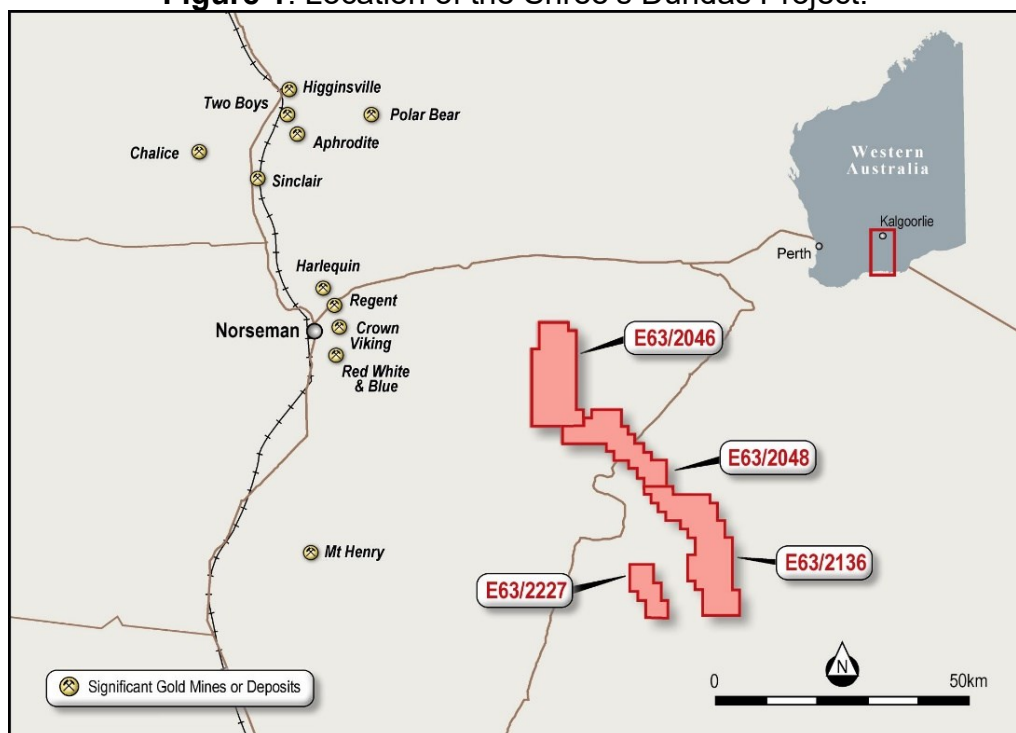 Figure 1: Location of the Shree's Dundas Project.
Higginsville
Two Boys
Polar Bear
Aphrodite
Chalice
Sinclair
Western
Australia
Kalgoorlie
Perth
Harlequin
Regent
Norseman
Crown
Viking
Red White
& Blue
E63/2046
E63/2048
Mt Henry
E63/2136
E63/2227
N
Significant Gold Mines or Deposits
0 50km